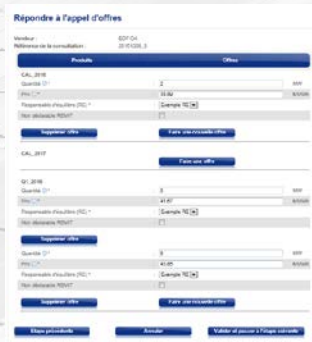 Répondre à l'appel d'offres
Vendeur : EDF OA
Référence de la consultation :
Produits Offres
CAL_2016
Quantité * 2 MW
Prix * €/MWh
Responsable d'équilibre (RE) * Exemple RE
Non déclarable REMIT
Supprimer offre Faire une nouvelle offre
CAL_2017
Faire une offre
Q1_2016
Quantité * MW
Prix * €/MWh
Responsable d'équilibre (RE) * Exemple RE
Non déclarable REMIT
Supprimer offre
Quantité * MW
Prix * €/MWh
Responsable d'équilibre (RE) * Exemple RE
Non déclarable REMIT
Supprimer offre Faire une nouvelle offre
Etape précédente Annuler Valider et passer à l'étape suivante